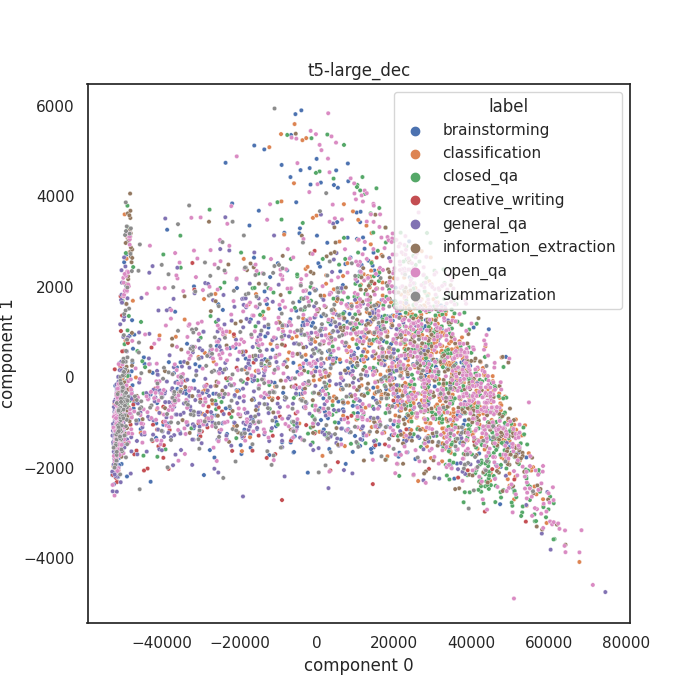 t5-large_dec
label
brainstorming
classification
closed_qa
creative_writing
general_qa
information_extraction
open_qa
summarization
6000
4000
2000
0
−2000
−4000
component 1
−40000
−20000
0
20000
40000
60000
80000
component 0